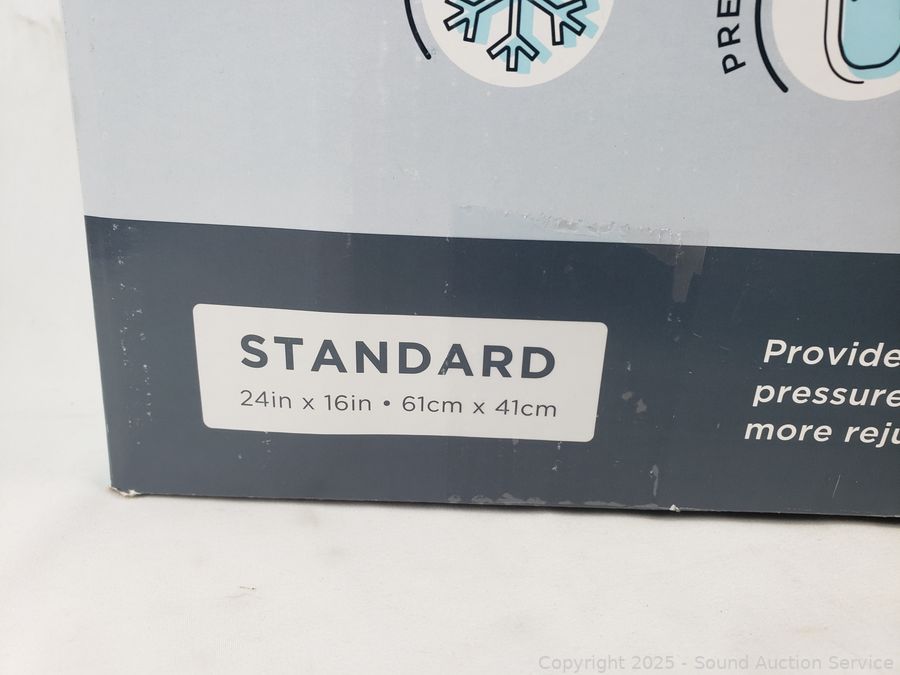 PRE
STANDARD
24in x 16in • 61cm x 41cm
Provide
pressure
more reju
Copyright 2025 - Sound Auction Service